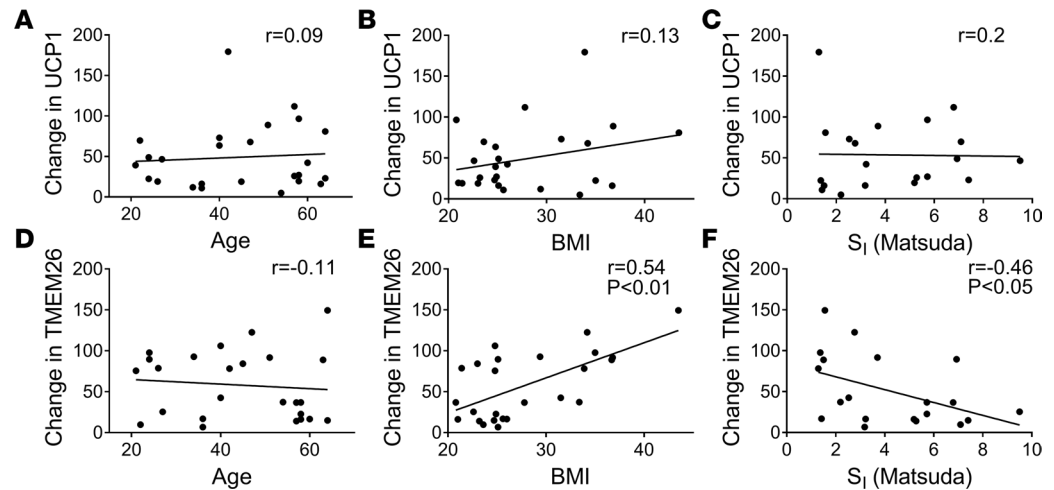 A
r=0.09
Change in UCP1
200
150
100
50
0
20
40
60
Age
B
r=0.13
Change in UCP1
200
150
100
50
0
20
30
40
BMI
C
r=0.2
Change in UCP1
200
150
100
50
0
0
2
4
6
8
10
SI (Matsuda)
D
r=-0.11
Change in TMEM26
200
150
100
50
0
20
40
60
Age
E
r=0.54
P<0.01
Change in TMEM26
200
150
100
50
0
20
30
40
BMI
F
r=-0.46
P<0.05
Change in TMEM26
200
150
100
50
0
0
2
4
6
8
10
SI (Matsuda)